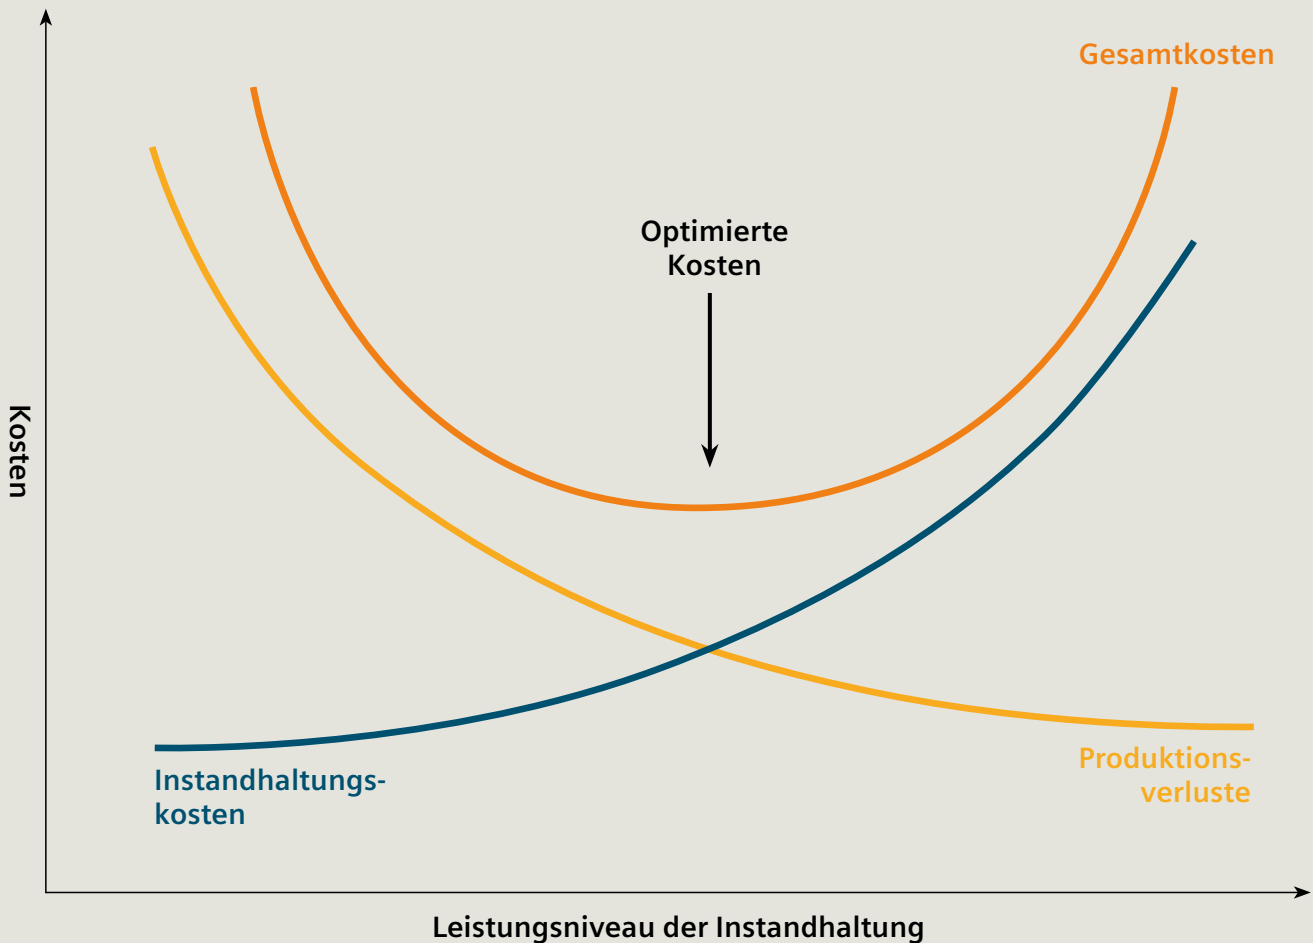 Gesamtkosten
Optimierte
Kosten
Kosten
Instandhaltungs-
kosten
Produktions-
verluste
Leistungsniveau der Instandhaltung